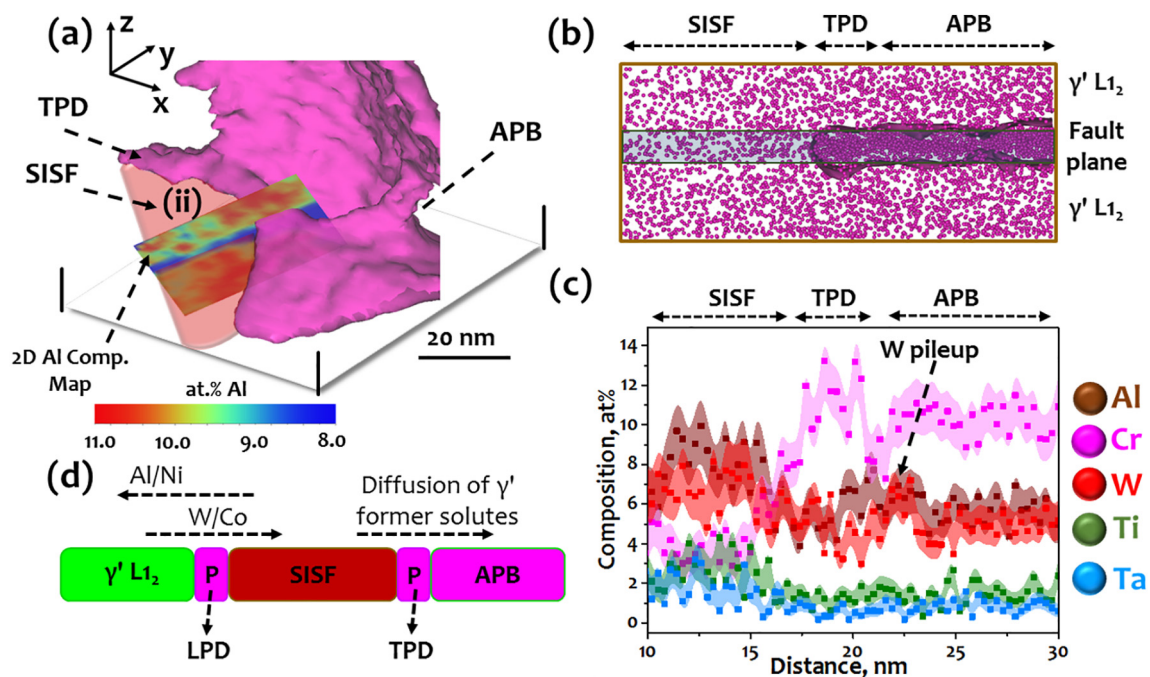 (a)
z
y
x
TPD
SISF
(ii)
APB
20 nm
2D Al Comp.
Map
at.% Al
11.0 10.0 9.0 8.0
(b)
SISF TPD APB
γ' L1₂
Fault
plane
γ' L1₂
(c)
SISF TPD APB
W pileup
Composition, at%
14
12
10
8
6
4
2
0
10 15 20 25 30
Distance, nm
Al
Cr
W
Ti
Ta
(d)
Al/Ni
W/Co
Diffusion of γ'
former solutes
γ' L1₂ P SISF P APB
LPD TPD